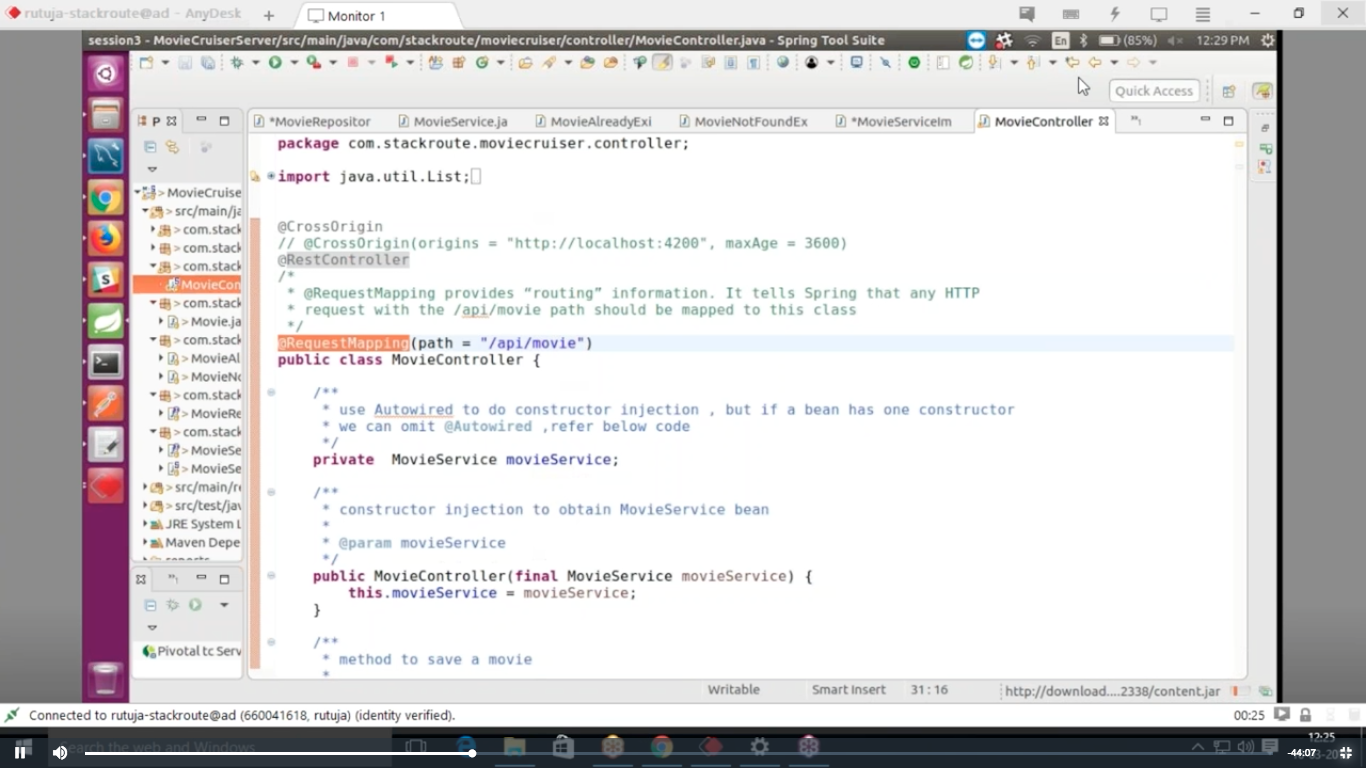 rutuja-stackroute@ad - AnyDesk
Monitor 1
session3 - MovieCruiserServer/src/main/java/com/stackroute/moviecruiser/controller/MovieController.java - Spring Tool Suite
En
(85%)
12:29 PM
Quick Access
P
*MovieRepositor
MovieService.ja
MovieAlreadyExi
MovieNotFoundEx
*MovieServiceIm
MovieController
> MovieCruise
> src/main/ja
> com.stack
> com.stack
> com.stack
MovieCon
> com.stack
> Movie.ja
> com.stack
> MovieAl
> MovieNo
> com.stack
> MovieRe
> com.stack
> MovieSe
> MovieSe
> src/main/re
> src/test/jav
JRE System L
Maven Depe
reports
Pivotal tc Serv
package com.stackroute.moviecruiser.controller;
import java.util.List;
@CrossOrigin
// @CrossOrigin(origins = "http://localhost:4200", maxAge = 3600)
@RestController
/*
* @RequestMapping provides “routing” information. It tells Spring that any HTTP
* request with the /api/movie path should be mapped to this class
*/
@RequestMapping(path = "/api/movie")
public class MovieController {
/**
* use Autowired to do constructor injection , but if a bean has one constructor
* we can omit @Autowired ,refer below code
*/
private MovieService movieService;
/**
* constructor injection to obtain MovieService bean
*
* @param movieService
*/
public MovieController(final MovieService movieService) {
this.movieService = movieService;
}
/**
* method to save a movie
*
Writable
Smart Insert
31 : 16
http://download....2338/content.jar
Connected to rutuja-stackroute@ad (660041618, rutuja) (identity verified).
00:25
Search the web and Windows
12:25
-44:07